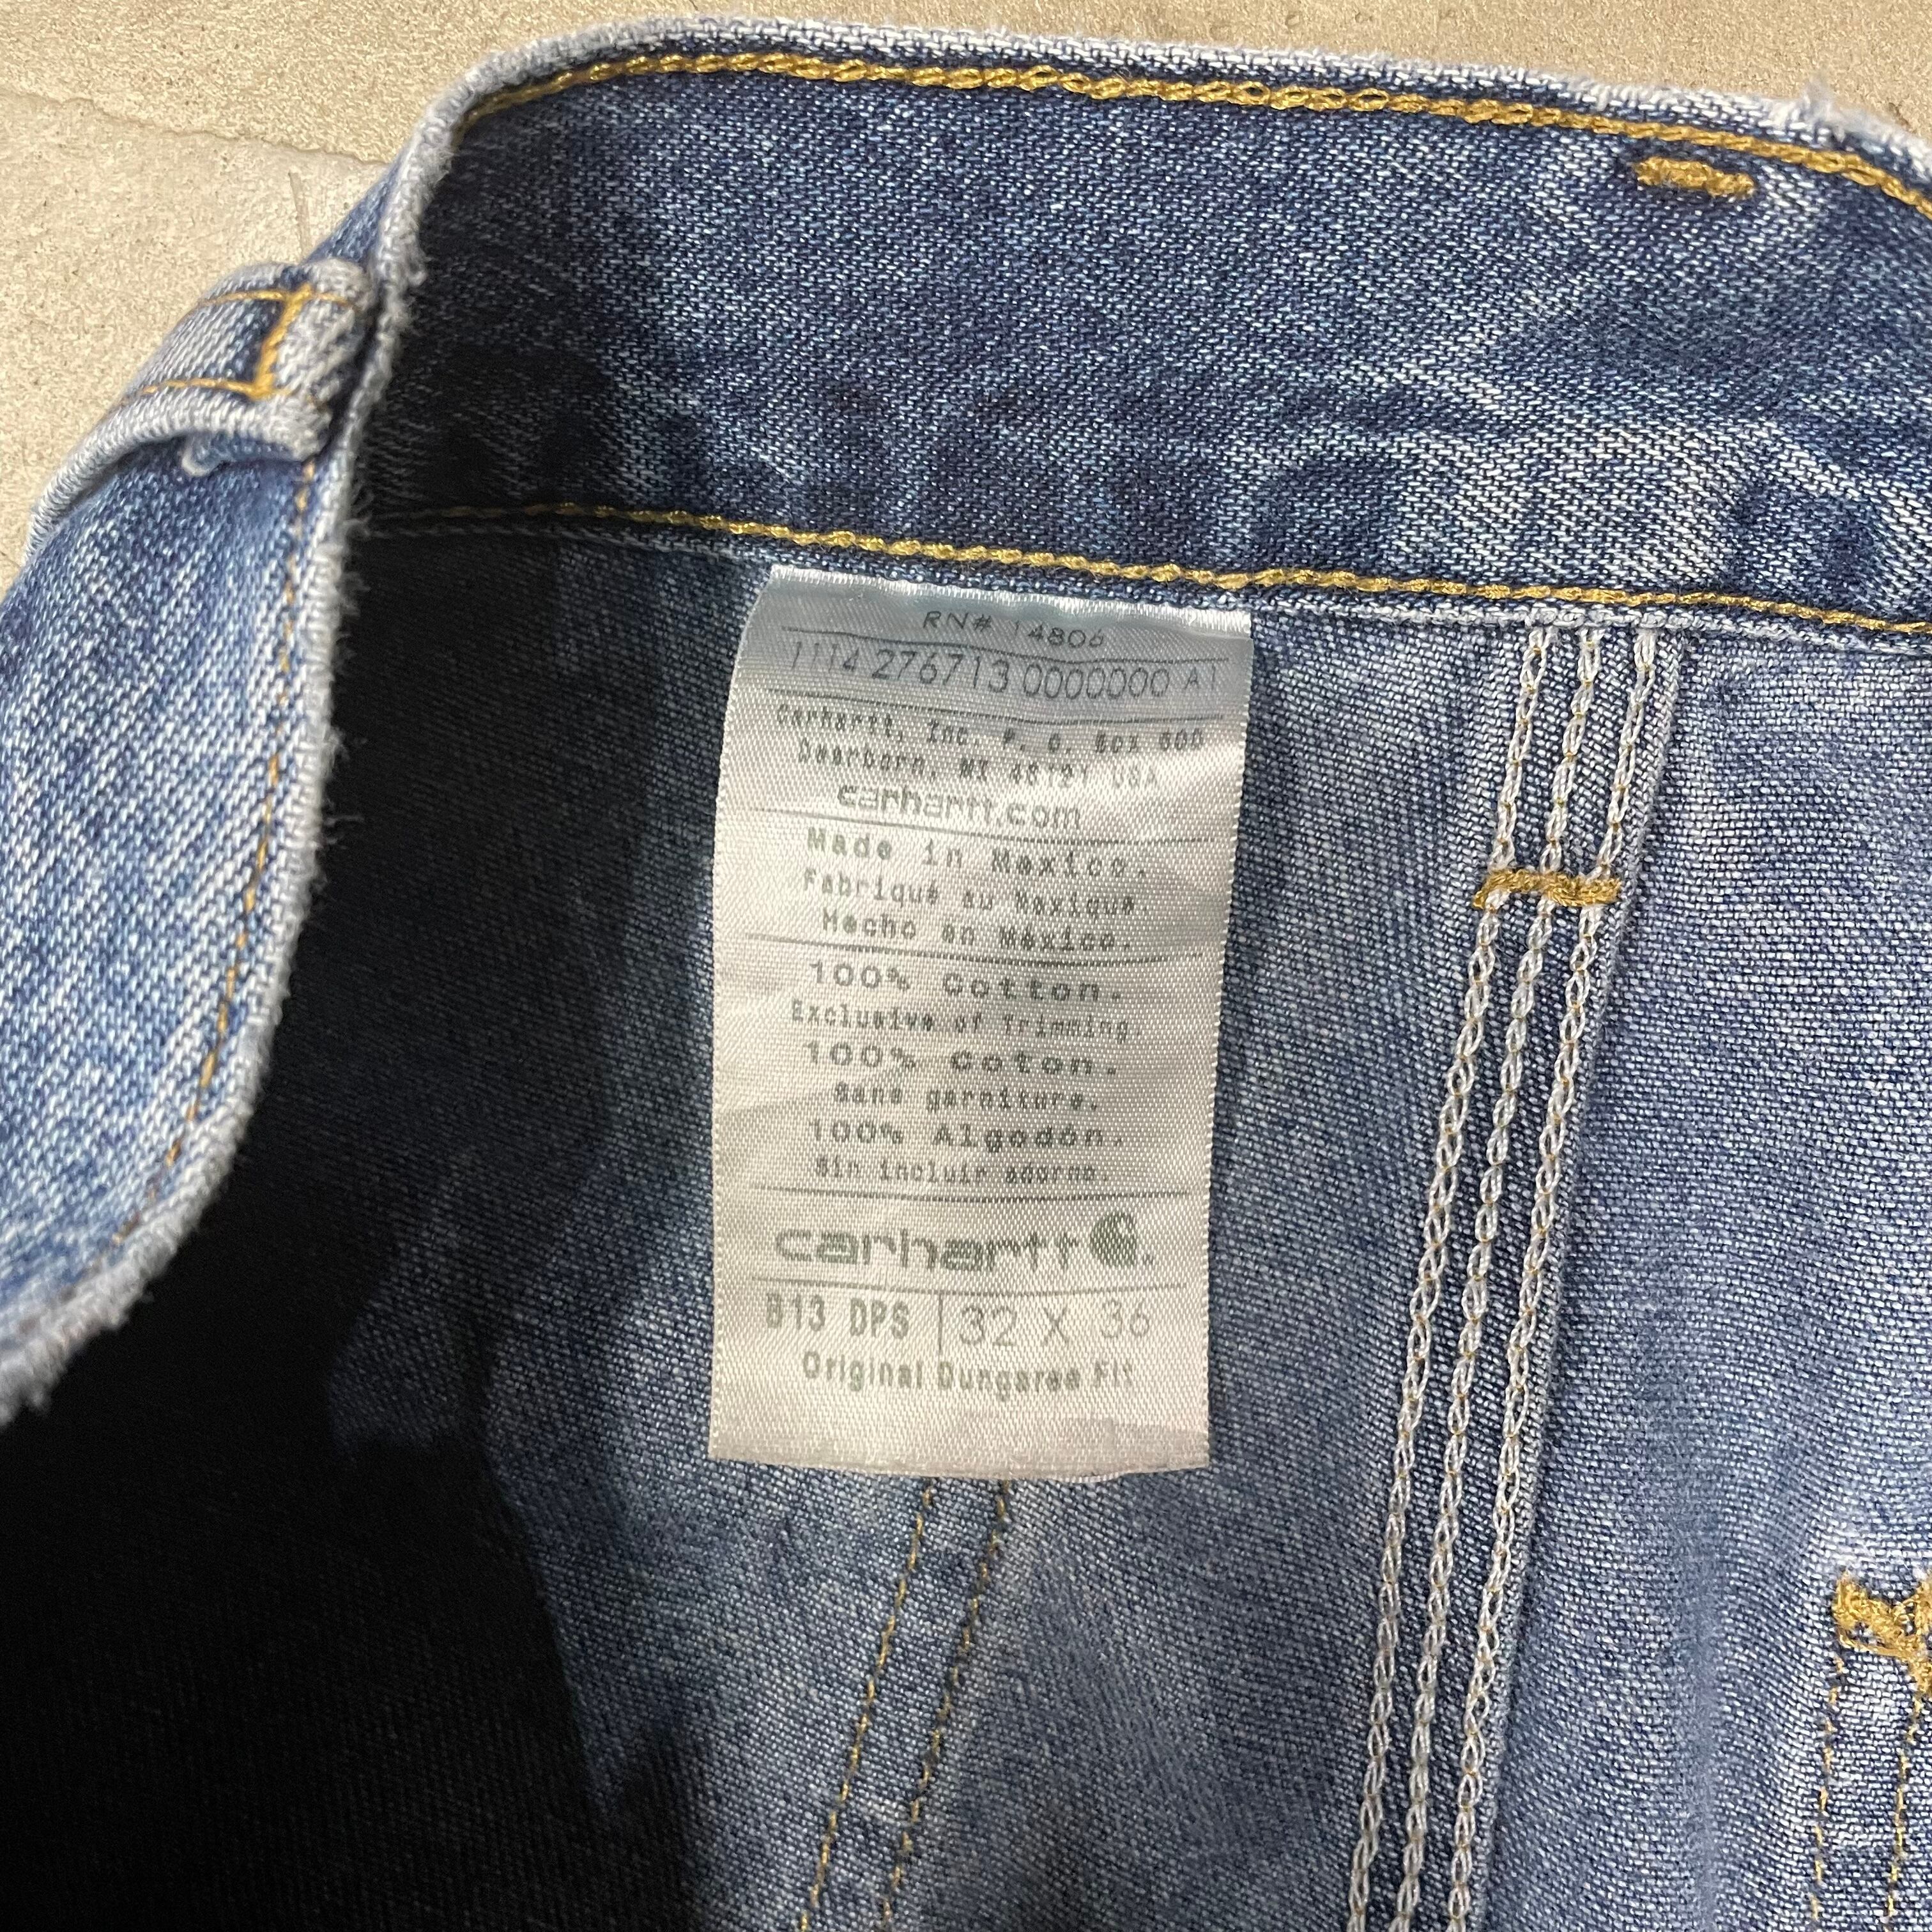 RN# 14806
1114 276713 0000000 A1
Carhartt, Inc. P. O. Box 600
Dearborn, MI 48121 USA
carhartt.com
Made in Mexico.
Fabriqué au Mexique
Hecho en México.
100% Cotton.
Exclusive of Trimming.
100% Coton.
Sans garniture.
100% Algodón.
Sin incluir adorno.
carhartt
B13 DPS 32 X 36
Original Dungaree Fit